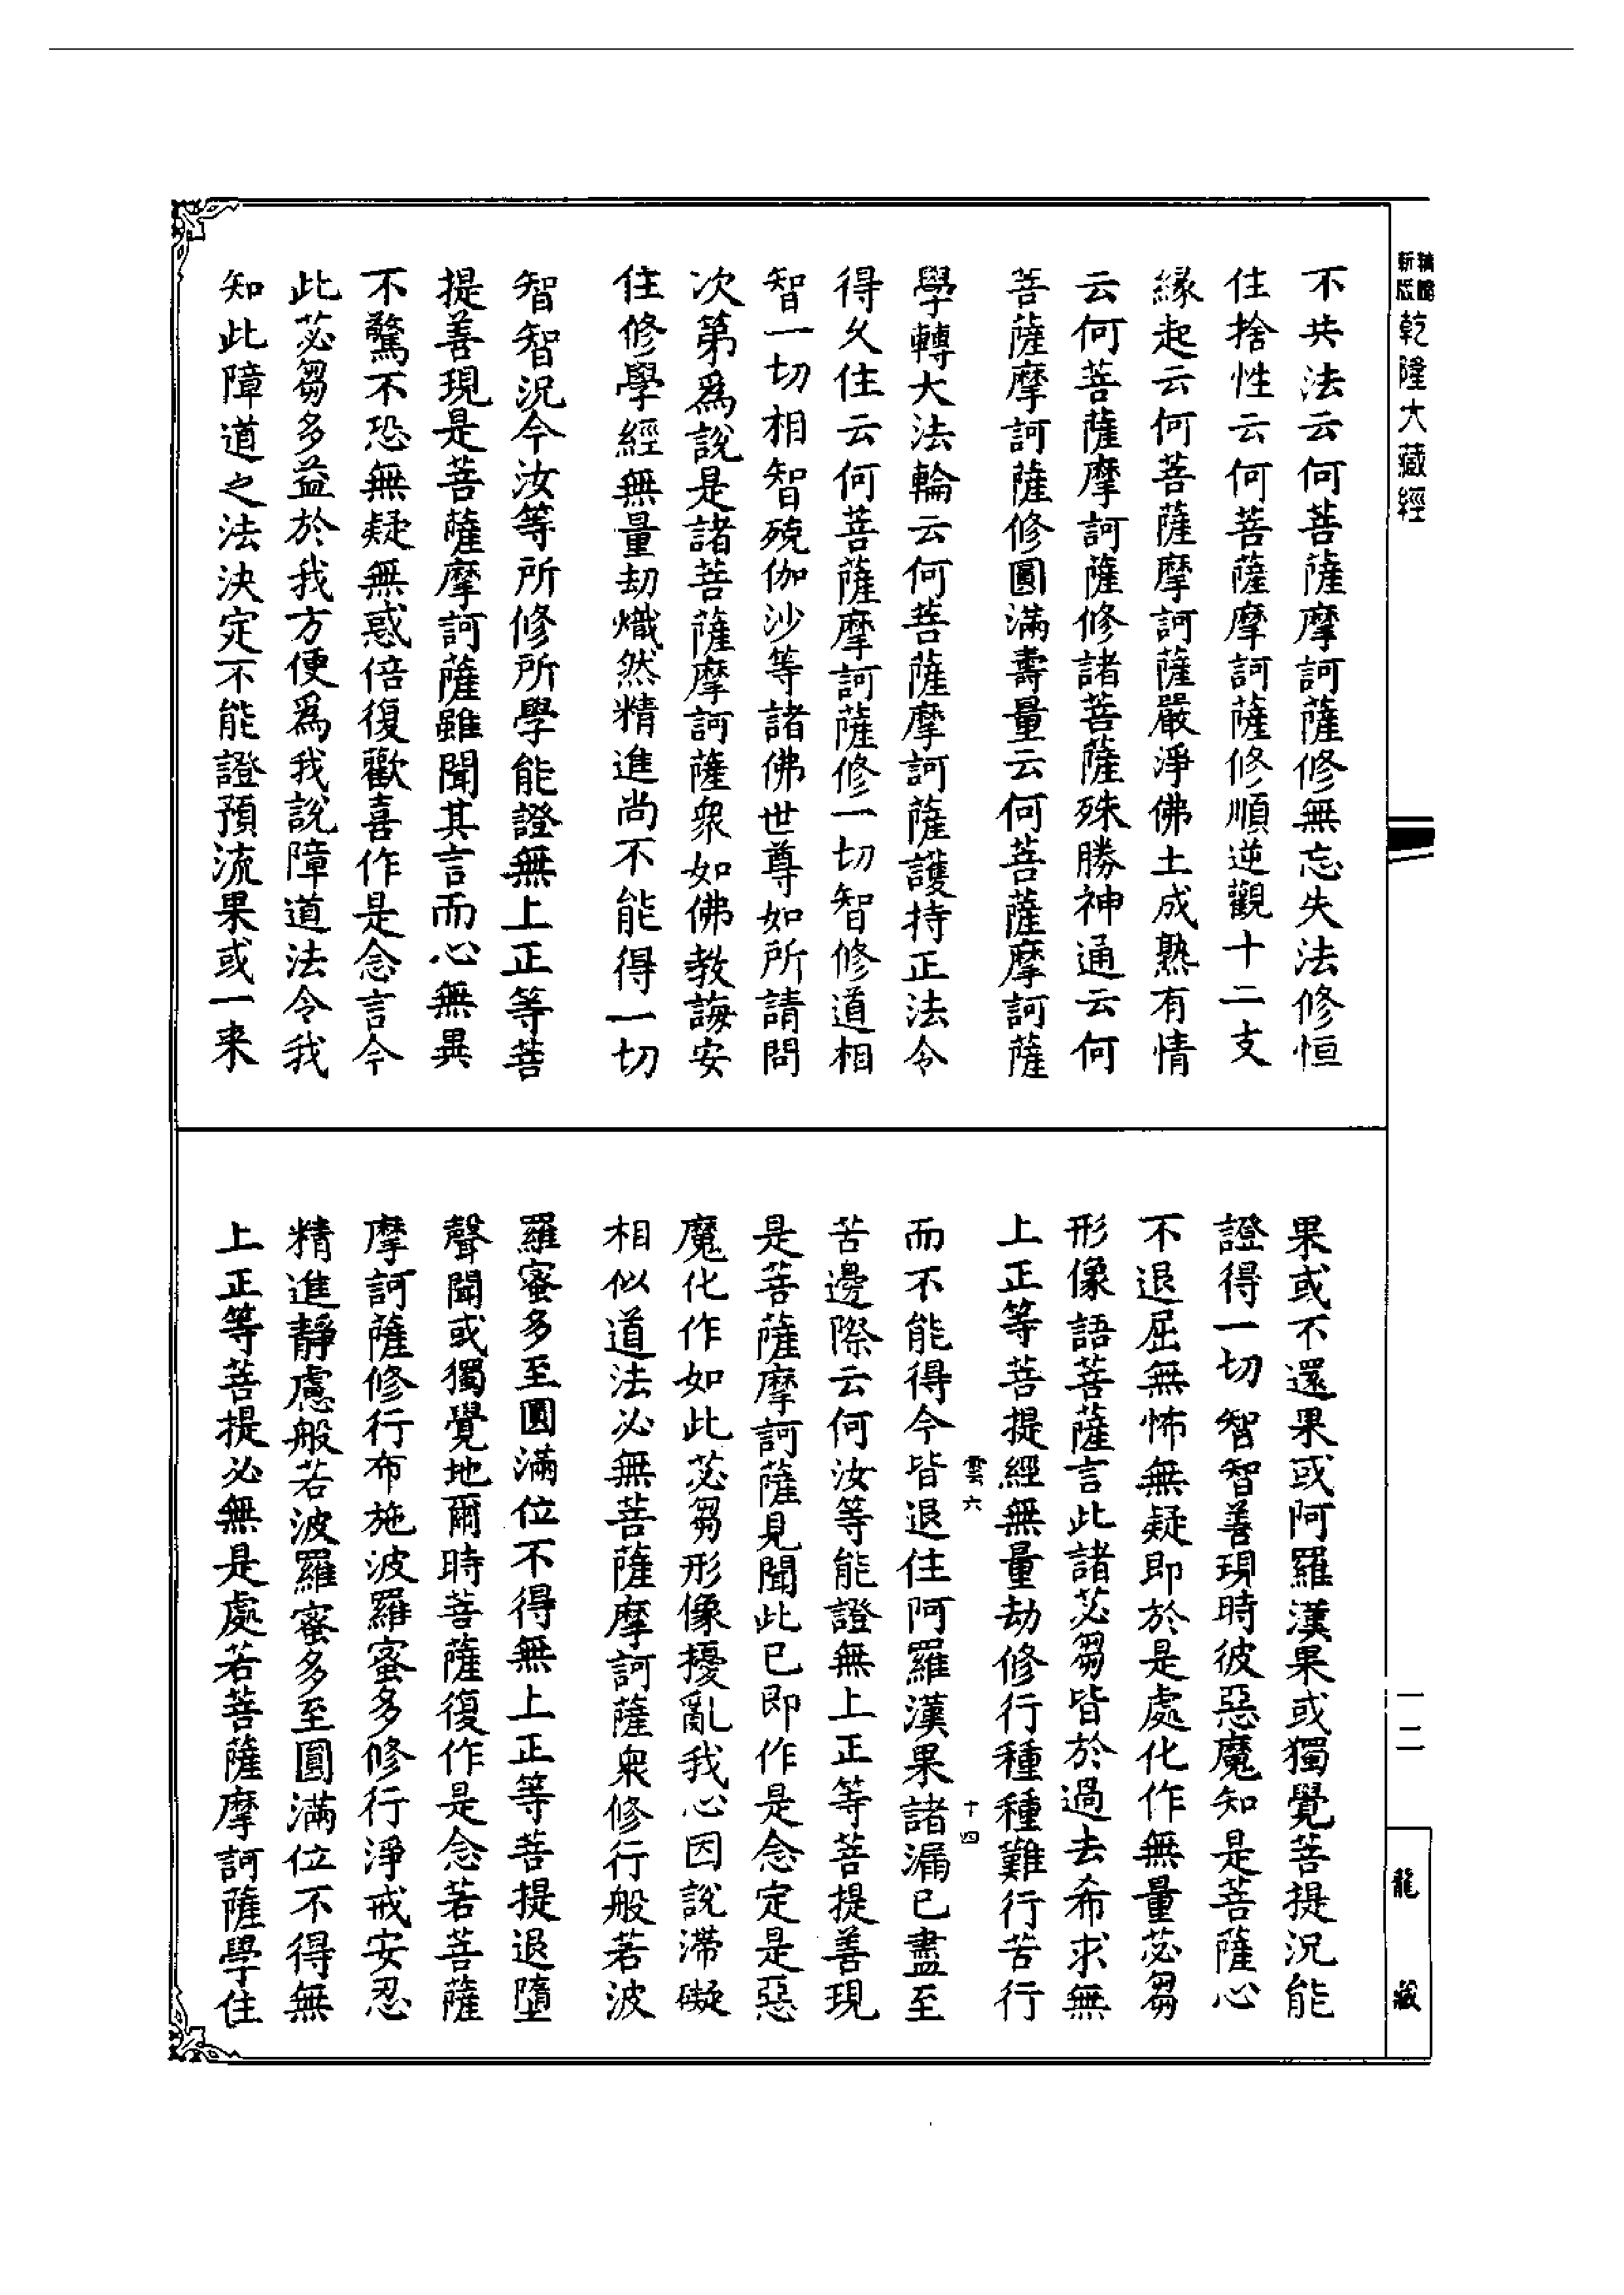 新版
乾隆大藏經
不共法云何菩薩摩訶薩修無忘失法修恒
住捨性云何菩薩摩訶薩修順逆觀十二支
緣起云何菩薩摩訶薩嚴淨佛土成熟有情
云何菩薩摩訶薩修諸菩薩殊勝神通云何
菩薩摩訶薩修圓滿壽量云何菩薩摩訶薩
學轉大法輪云何菩薩摩訶薩護持正法令
得久住云何菩薩摩訶薩修一切智修道相
智一切相智殑伽沙等諸佛世尊如所請問
次第爲說是諸菩薩摩訶薩衆如佛教誨安
住修學經無量劫熾然精進尚不能得一切
智智況今汝等所修所學能證無上正等菩
提善現是菩薩摩訶薩雖聞其言而心無異
不驚不恐無疑無惑倍復歡喜作是念言今
此苾芻多益於我方便爲我說障道法令我
知此障道之法決定不能證預流果或一来
果或不還果或阿羅漢果或獨覺菩提況能
證得一切智智善現時彼惡魔知是菩薩心
不退屈無怖無疑即於是處化作無量苾芻
形像語菩薩言此諸苾芻皆於過去希求無
上正等菩提經無量劫修行種種難行苦行
雲六
十四
而不能得今皆退住阿羅漢果諸漏已盡至
苦邊際云何汝等能證無上正等菩提善現
是菩薩摩訶薩見聞此已即作是念定是惡
魔化作如此苾芻形像擾亂我心因說滯礙
相似道法必無菩薩摩訶薩衆修行般若波
羅蜜多至圓滿位不得無上正等菩提退墮
聲聞或獨覺地爾時菩薩復作是念若菩薩
摩訶薩修行布施波羅蜜多修行淨戒安忍
精進靜慮般若波羅蜜多至圓滿位不得無
上正等菩提必無是處若菩薩摩訶薩學住
一二
龍藏